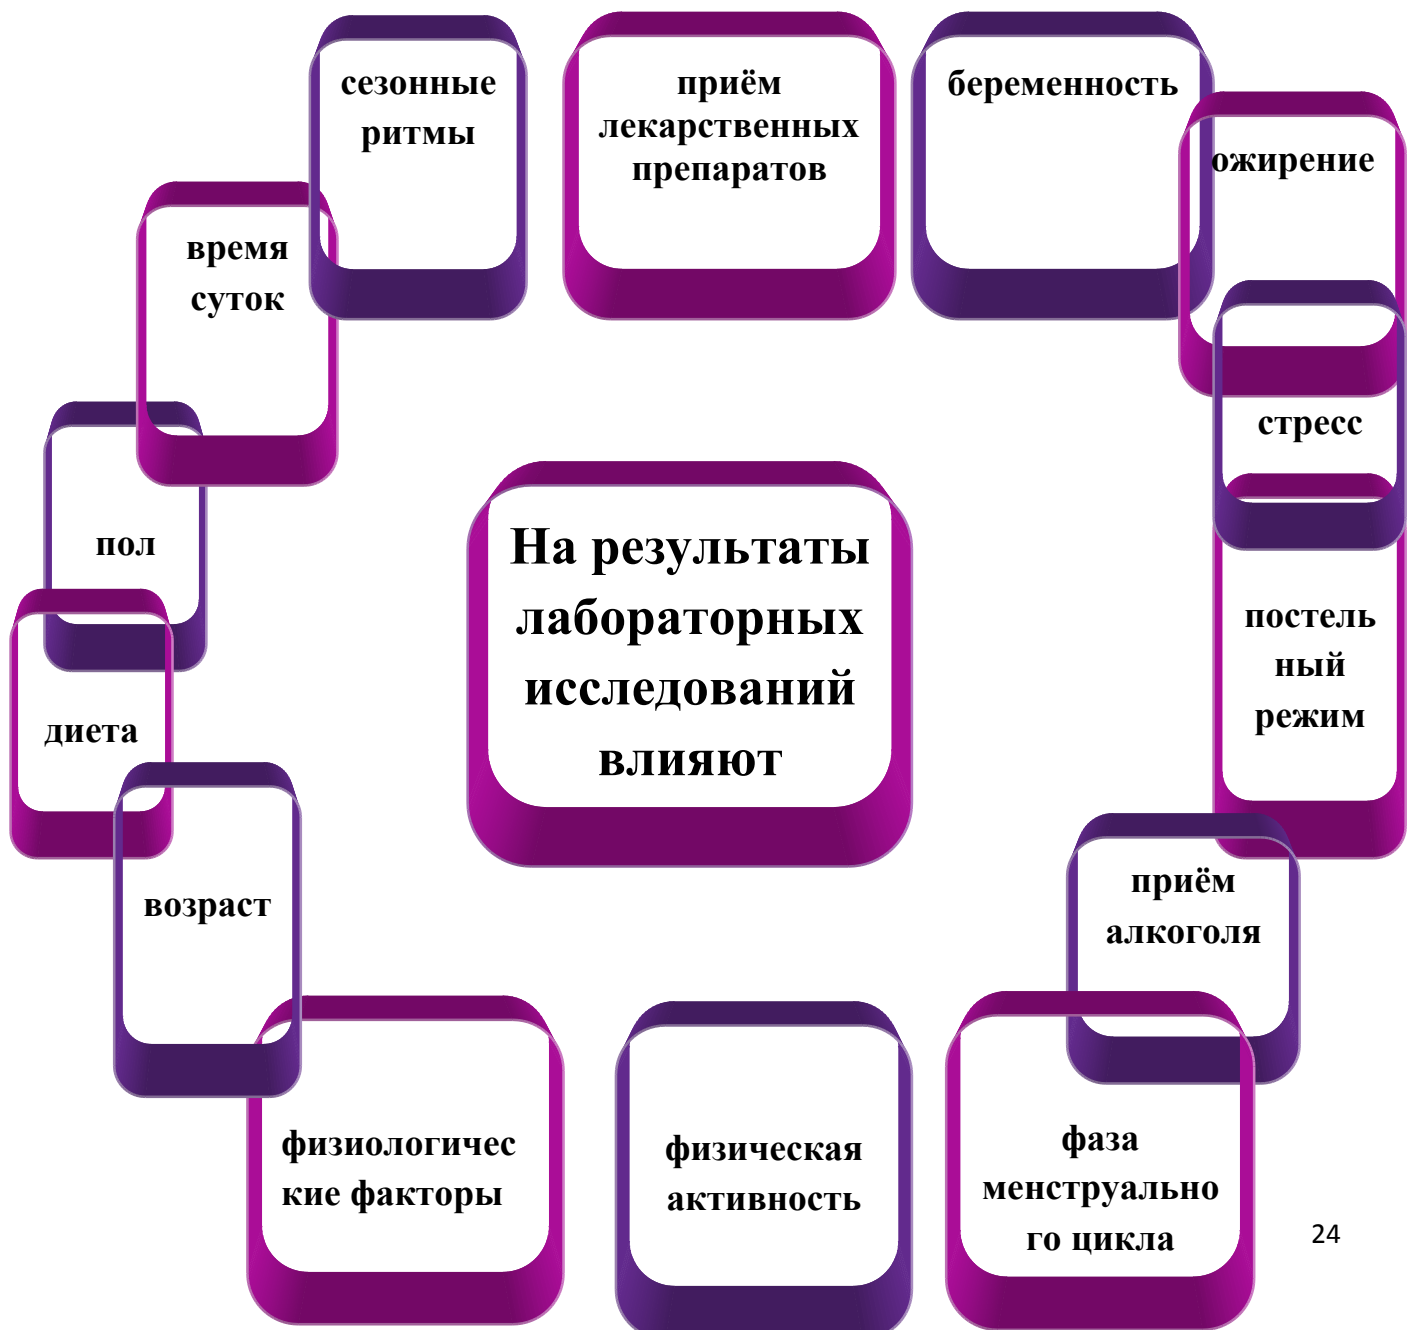 сезонные
ритмы
приём
лекарственных
препаратов
беременность
ожирение
время
суток
стресс
пол
На результаты
лабораторных
исследований
влияют
постель
ный
режим
диета
приём
алкоголя
возраст
физиологичес
кие факторы
физическая
активность
фаза
менструально
го цикла
24